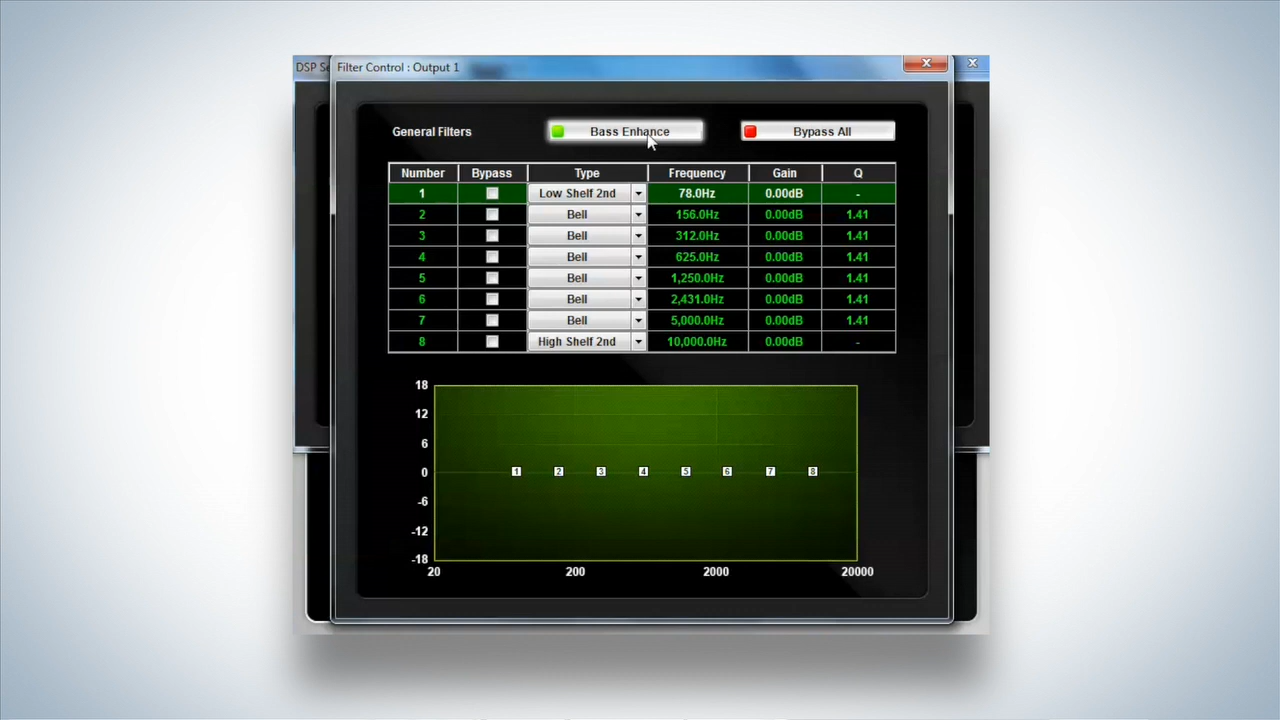 DSP Se
Filter Control : Output 1
General Filters Bass Enhance Bypass All
Number Bypass Type Frequency Gain Q
1 Low Shelf 2nd 78.0Hz 0.00dB -
2 Bell 156.0Hz 0.00dB 1.41
3 Bell 312.0Hz 0.00dB 1.41
4 Bell 625.0Hz 0.00dB 1.41
5 Bell 1,250.0Hz 0.00dB 1.41
6 Bell 2,431.0Hz 0.00dB 1.41
7 Bell 5,000.0Hz 0.00dB 1.41
8 High Shelf 2nd 10,000.0Hz 0.00dB -
18
12
6
0 1 2 3 4 5 6 7 8
-6
-12
-18
20 200 2000 20000